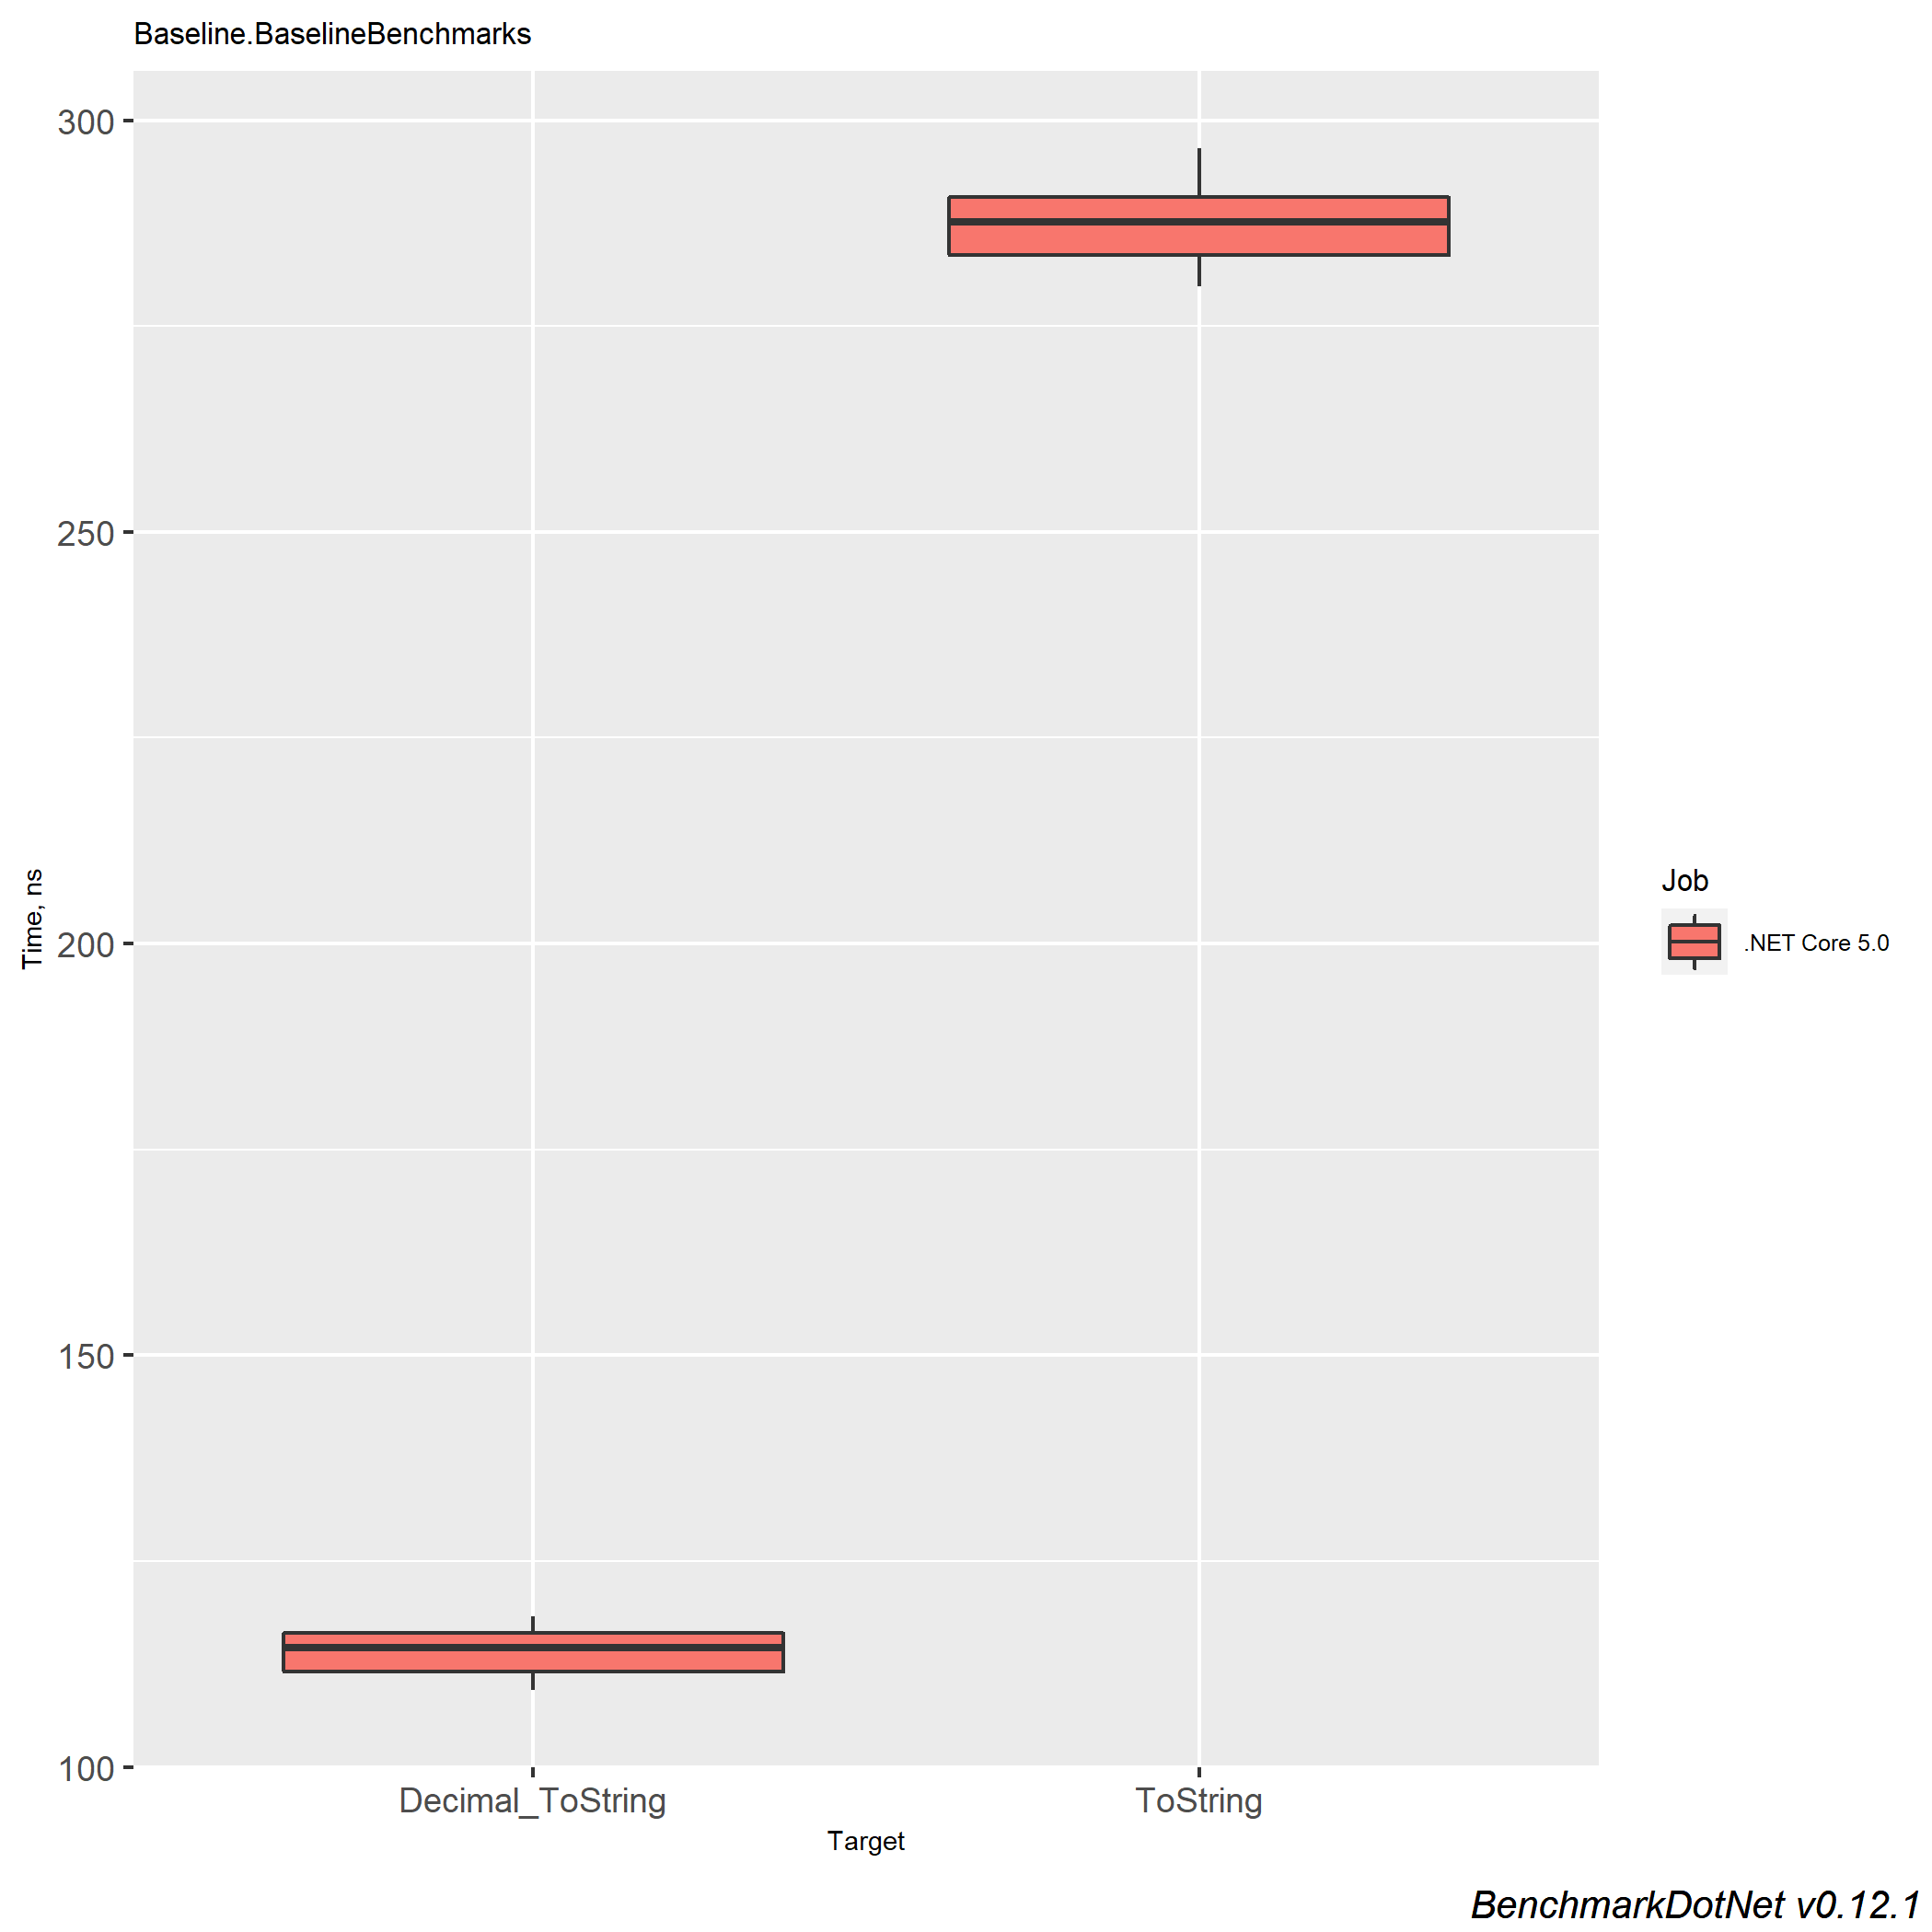 Baseline.BaselineBenchmarks
300
250
200
150
100
Time, ns
Decimal_ToString
ToString
Target
Job
.NET Core 5.0
BenchmarkDotNet v0.12.1